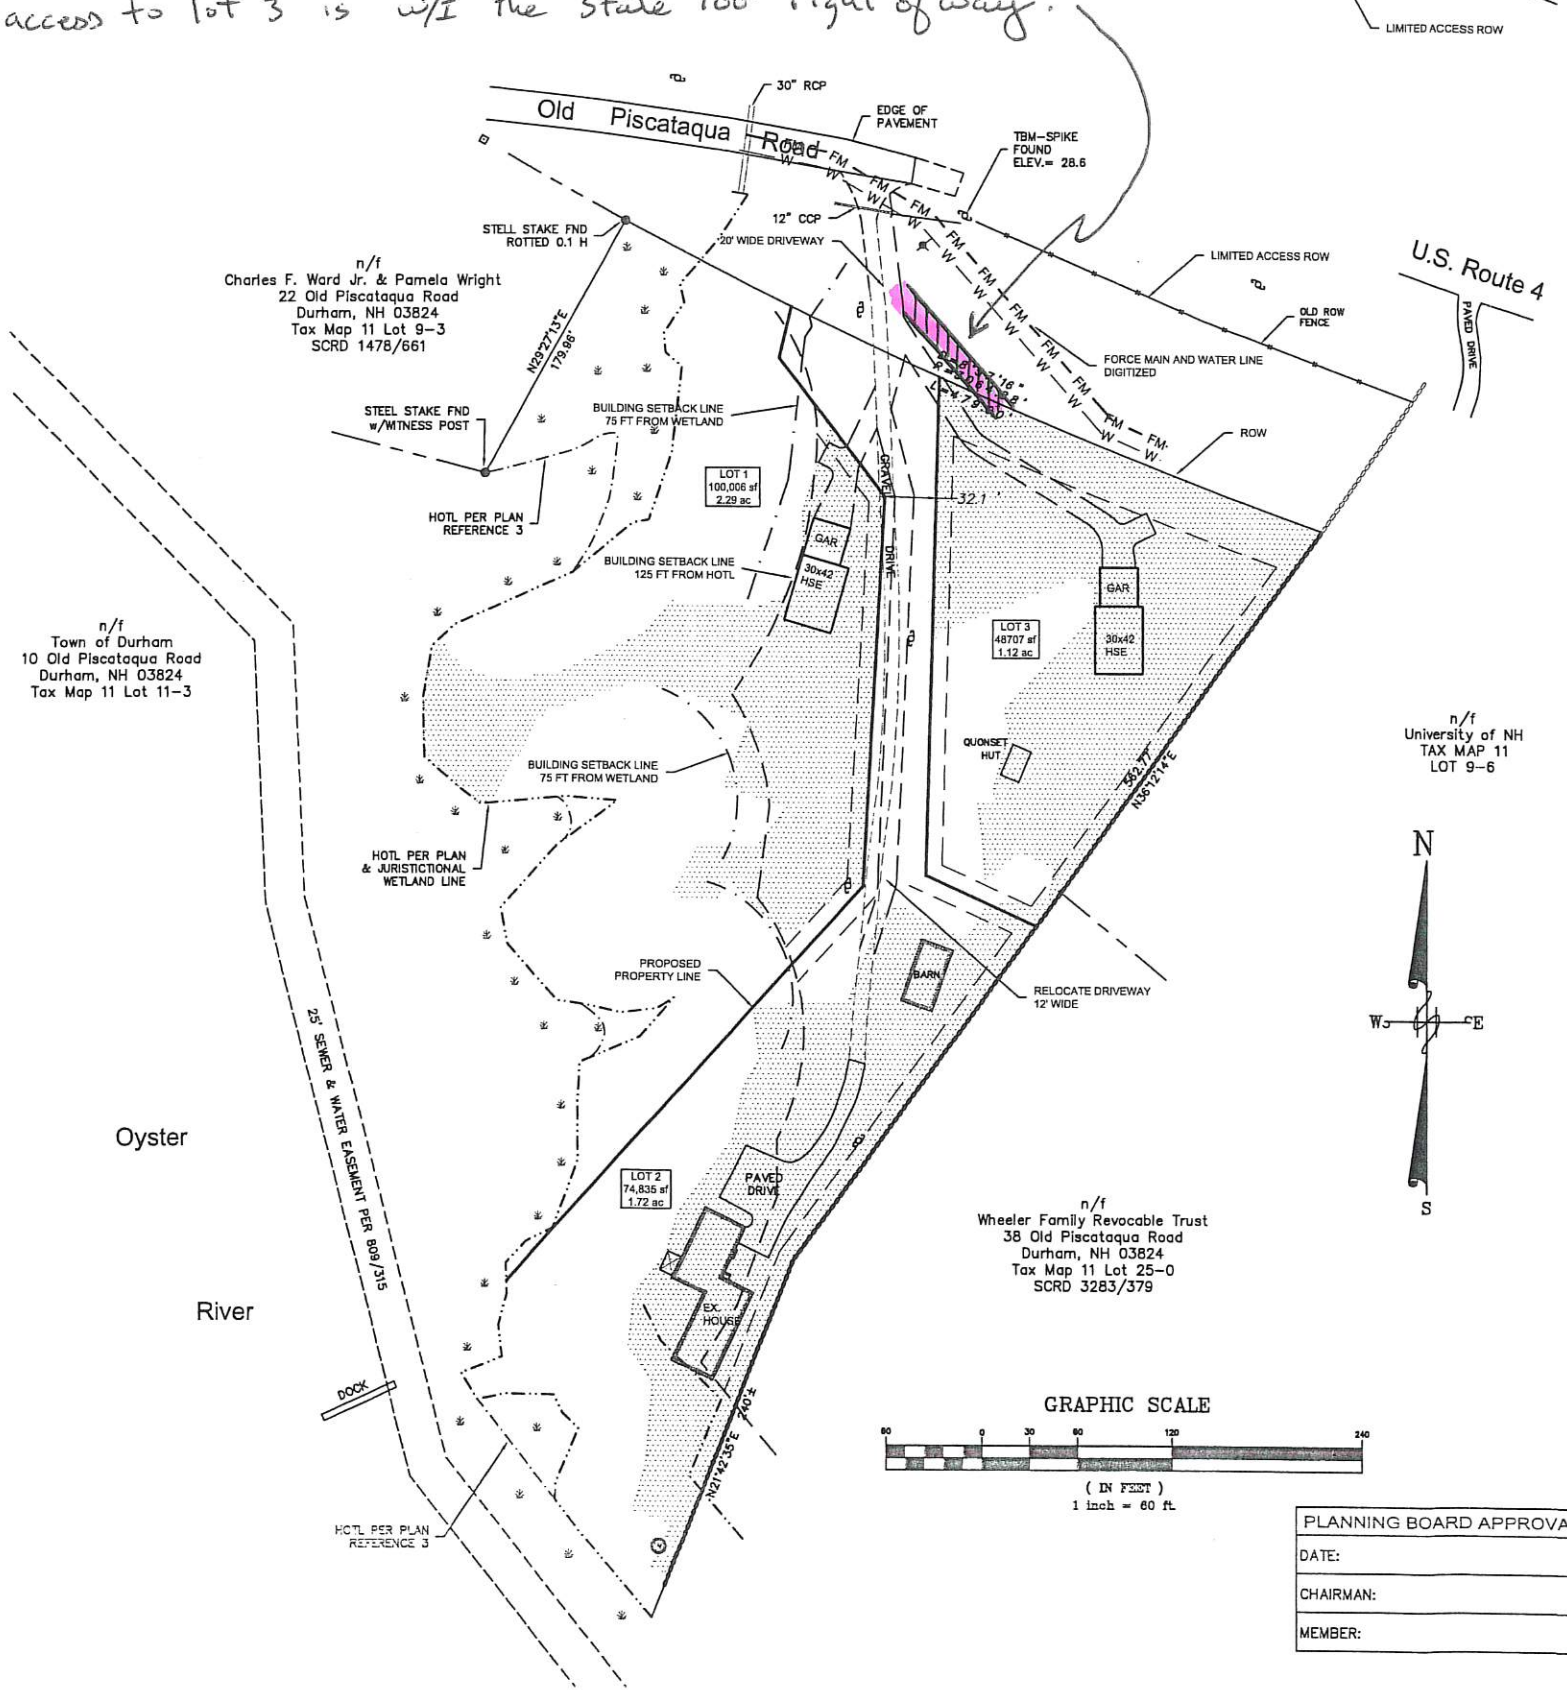 access to lot 3 is w/I the State 100' right of way.
LIMITED ACCESS ROW
30" RCP
Old Piscataqua Road
EDGE OF
PAVEMENT
TBM-SPIKE
FOUND
ELEV.= 28.6
FM
W
12" CCP
20' WIDE DRIVEWAY
STELL STAKE FND
ROTTED 0.1 H
n/f
Charles F. Ward Jr. & Pamela Wright
22 Old Piscataqua Road
Durham, NH 03824
Tax Map 11 Lot 9-3
SCRD 1478/661
N29°27'13"E
179.96'
LIMITED ACCESS ROW
U.S. Route 4
PAVED DRIVE
OLD ROW
FENCE
FORCE MAIN AND WATER LINE
DIGITIZED
ROW
STEEL STAKE FND
w/WITNESS POST
BUILDING SETBACK LINE
75 FT FROM WETLAND
LOT 1
100,006 sf
2.29 ac
HOTL PER PLAN
REFERENCE 3
GRAVEL
DRIVE
32.1 '
BUILDING SETBACK LINE
125 FT FROM HOTL
GAR
30x42
HSE
GAR
30x42
HSE
LOT 3
48707 sf
1.12 ac
n/f
Town of Durham
10 Old Piscataqua Road
Durham, NH 03824
Tax Map 11 Lot 11-3
QUONSET
HUT
562.77'
N36°12'14"E
n/f
University of NH
TAX MAP 11
LOT 9-6
BUILDING SETBACK LINE
75 FT FROM WETLAND
HOTL PER PLAN
& JURISTICTIONAL
WETLAND LINE
N
W
E
S
PROPOSED
PROPERTY LINE
BARN
RELOCATE DRIVEWAY
12' WIDE
25' SEWER & WATER EASEMENT PER 809/315
Oyster
River
LOT 2
74,835 sf
1.72 ac
PAVED
DRIVE
EX.
HOUSE
n/f
Wheeler Family Revocable Trust
38 Old Piscataqua Road
Durham, NH 03824
Tax Map 11 Lot 25-0
SCRD 3283/379
DOCK
N21°42'35"E 240'±
HOTL PER PLAN
REFERENCE 3
GRAPHIC SCALE
60 0 30 60 120 240
( IN FEET )
1 inch = 60 ft.
PLANNING BOARD APPROVA
DATE:
CHAIRMAN:
MEMBER: